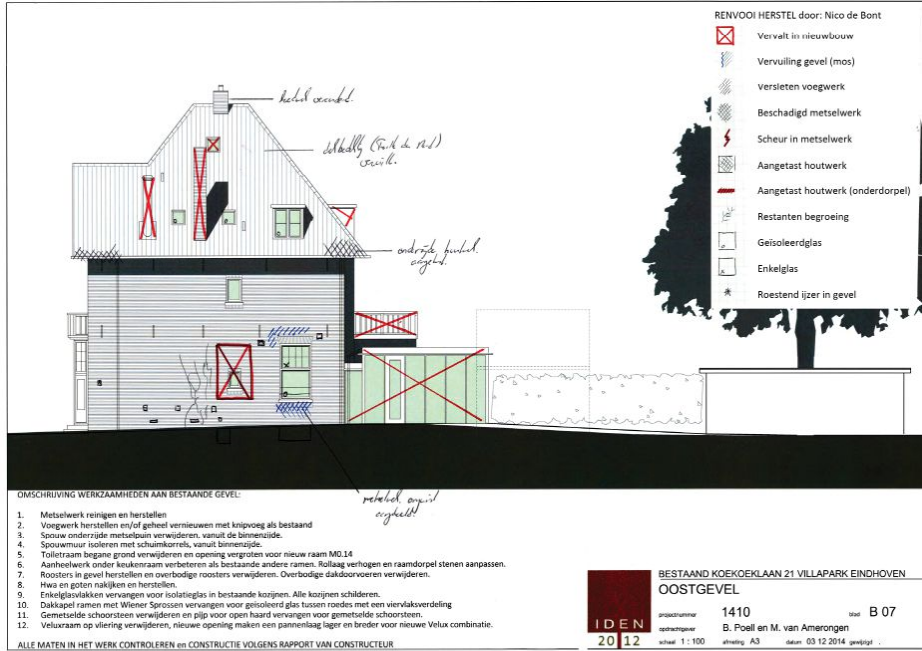 RENVOOI HERSTEL door: Nico de Bont
Vervalt in nieuwbouw
Vervuiling gevel (mos)
Versleten voegwerk
Beschadigd metselwerk
Scheur in metselwerk
Aangetast houtwerk
Aangetast houtwerk (onderdorpel)
Restanten begroeing
Geïsoleerdglas
Enkelglas
Roestend ijzer in gevel
onderzijde
OMSCHRIJVING WERKZAAMHEDEN AAN BESTAANDE GEVEL:
1. Metselwerk reinigen en herstellen
2. Voegwerk herstellen en/of geheel vernieuwen met knipvoeg als bestaand
3. Spouw onderzijde metselpuin verwijderen. vanuit de binnenzijde.
4. Spouwmuur isoleren met schuimkorrels, vanuit binnenzijde.
5. Toiletraam begane grond verwijderen en opening vergroten voor nieuw raam M0.14
6. Aanheelwerk onder keukenraam verbeteren als bestaande andere ramen. Rollaag verhogen en raamdorpel stenen aanpassen.
7. Roosters in gevel herstellen en overbodige roosters verwijderen. Overbodige dakdoorvoeren verwijderen.
8. Hwa en goten nakijken en herstellen.
9. Enkelglasvlakken vervangen voor isolatieglas in bestaande kozijnen. Alle kozijnen schilderen.
10. Dakkapel ramen met Wiener Sprossen vervangen voor geisoleerd glas tussen roedes met een viervlaksverdeling
11. Gemetselde schoorsteen verwijderen en pijp voor open haard vervangen voor gemetselde schoorsteen.
12. Veluxraam op vliering verwijderen, nieuwe opening maken een pannenlaag lager en breder voor nieuwe Velux combinatie.
ALLE MATEN IN HET WERK CONTROLEREN en CONSTRUCTIE VOLGENS RAPPORT VAN CONSTRUCTEUR
IDEN
20 12
BESTAAND KOEKOEKLAAN 21 VILLAPARK EINDHOVEN
OOSTGEVEL
projectnummer 1410 blad B 07
opdrachtgever B. Poell en M. van Amerongen
schaal 1 : 100 afmeting A3 datum 03 12 2014 gewijzigd .